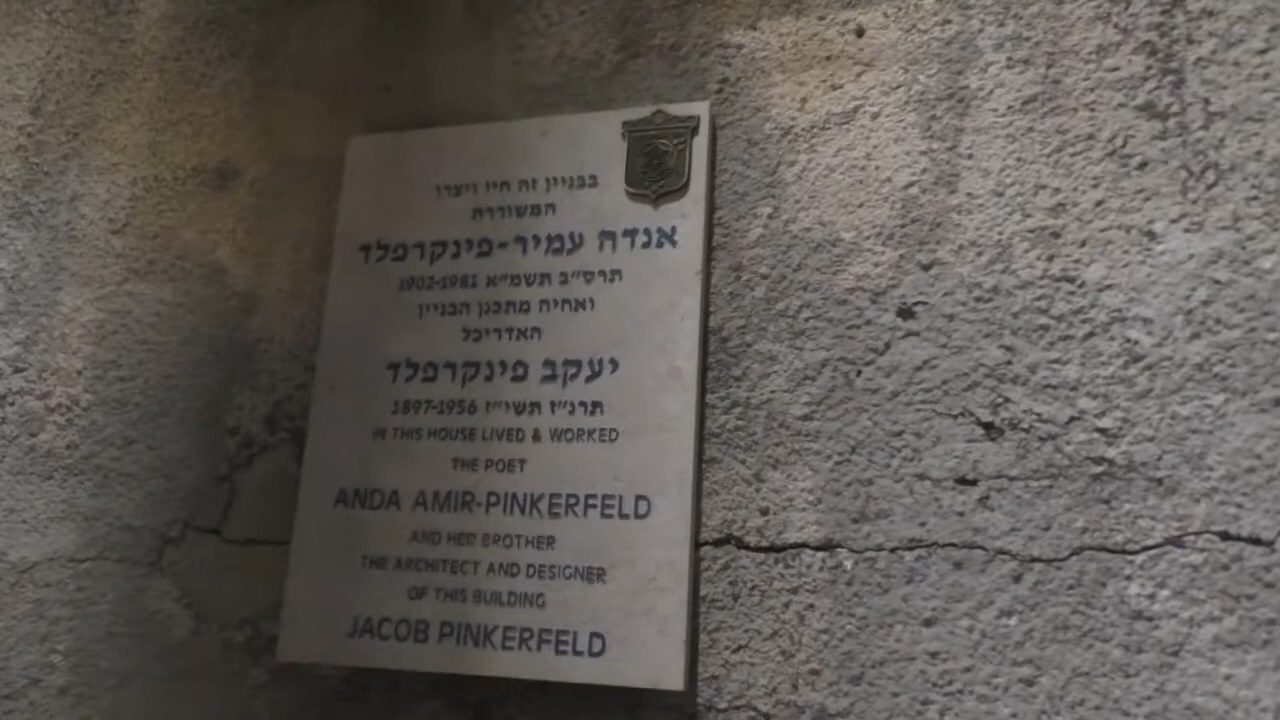 בבניין זה חיו ויצרו
המשוררת
אנדה עמיר-פינקרפלד
תרס״ב תשמ״א 1902-1981
ואחיה מתכנן הבניין
האדריכל
יעקב פינקרפלד
תרנ״ז תשי״ז 1897-1956
IN THIS HOUSE LIVED & WORKED
THE POET
ANDA AMIR-PINKERFELD
AND HER BROTHER
THE ARCHITECT AND DESIGNER
OF THIS BUILDING
JACOB PINKERFELD